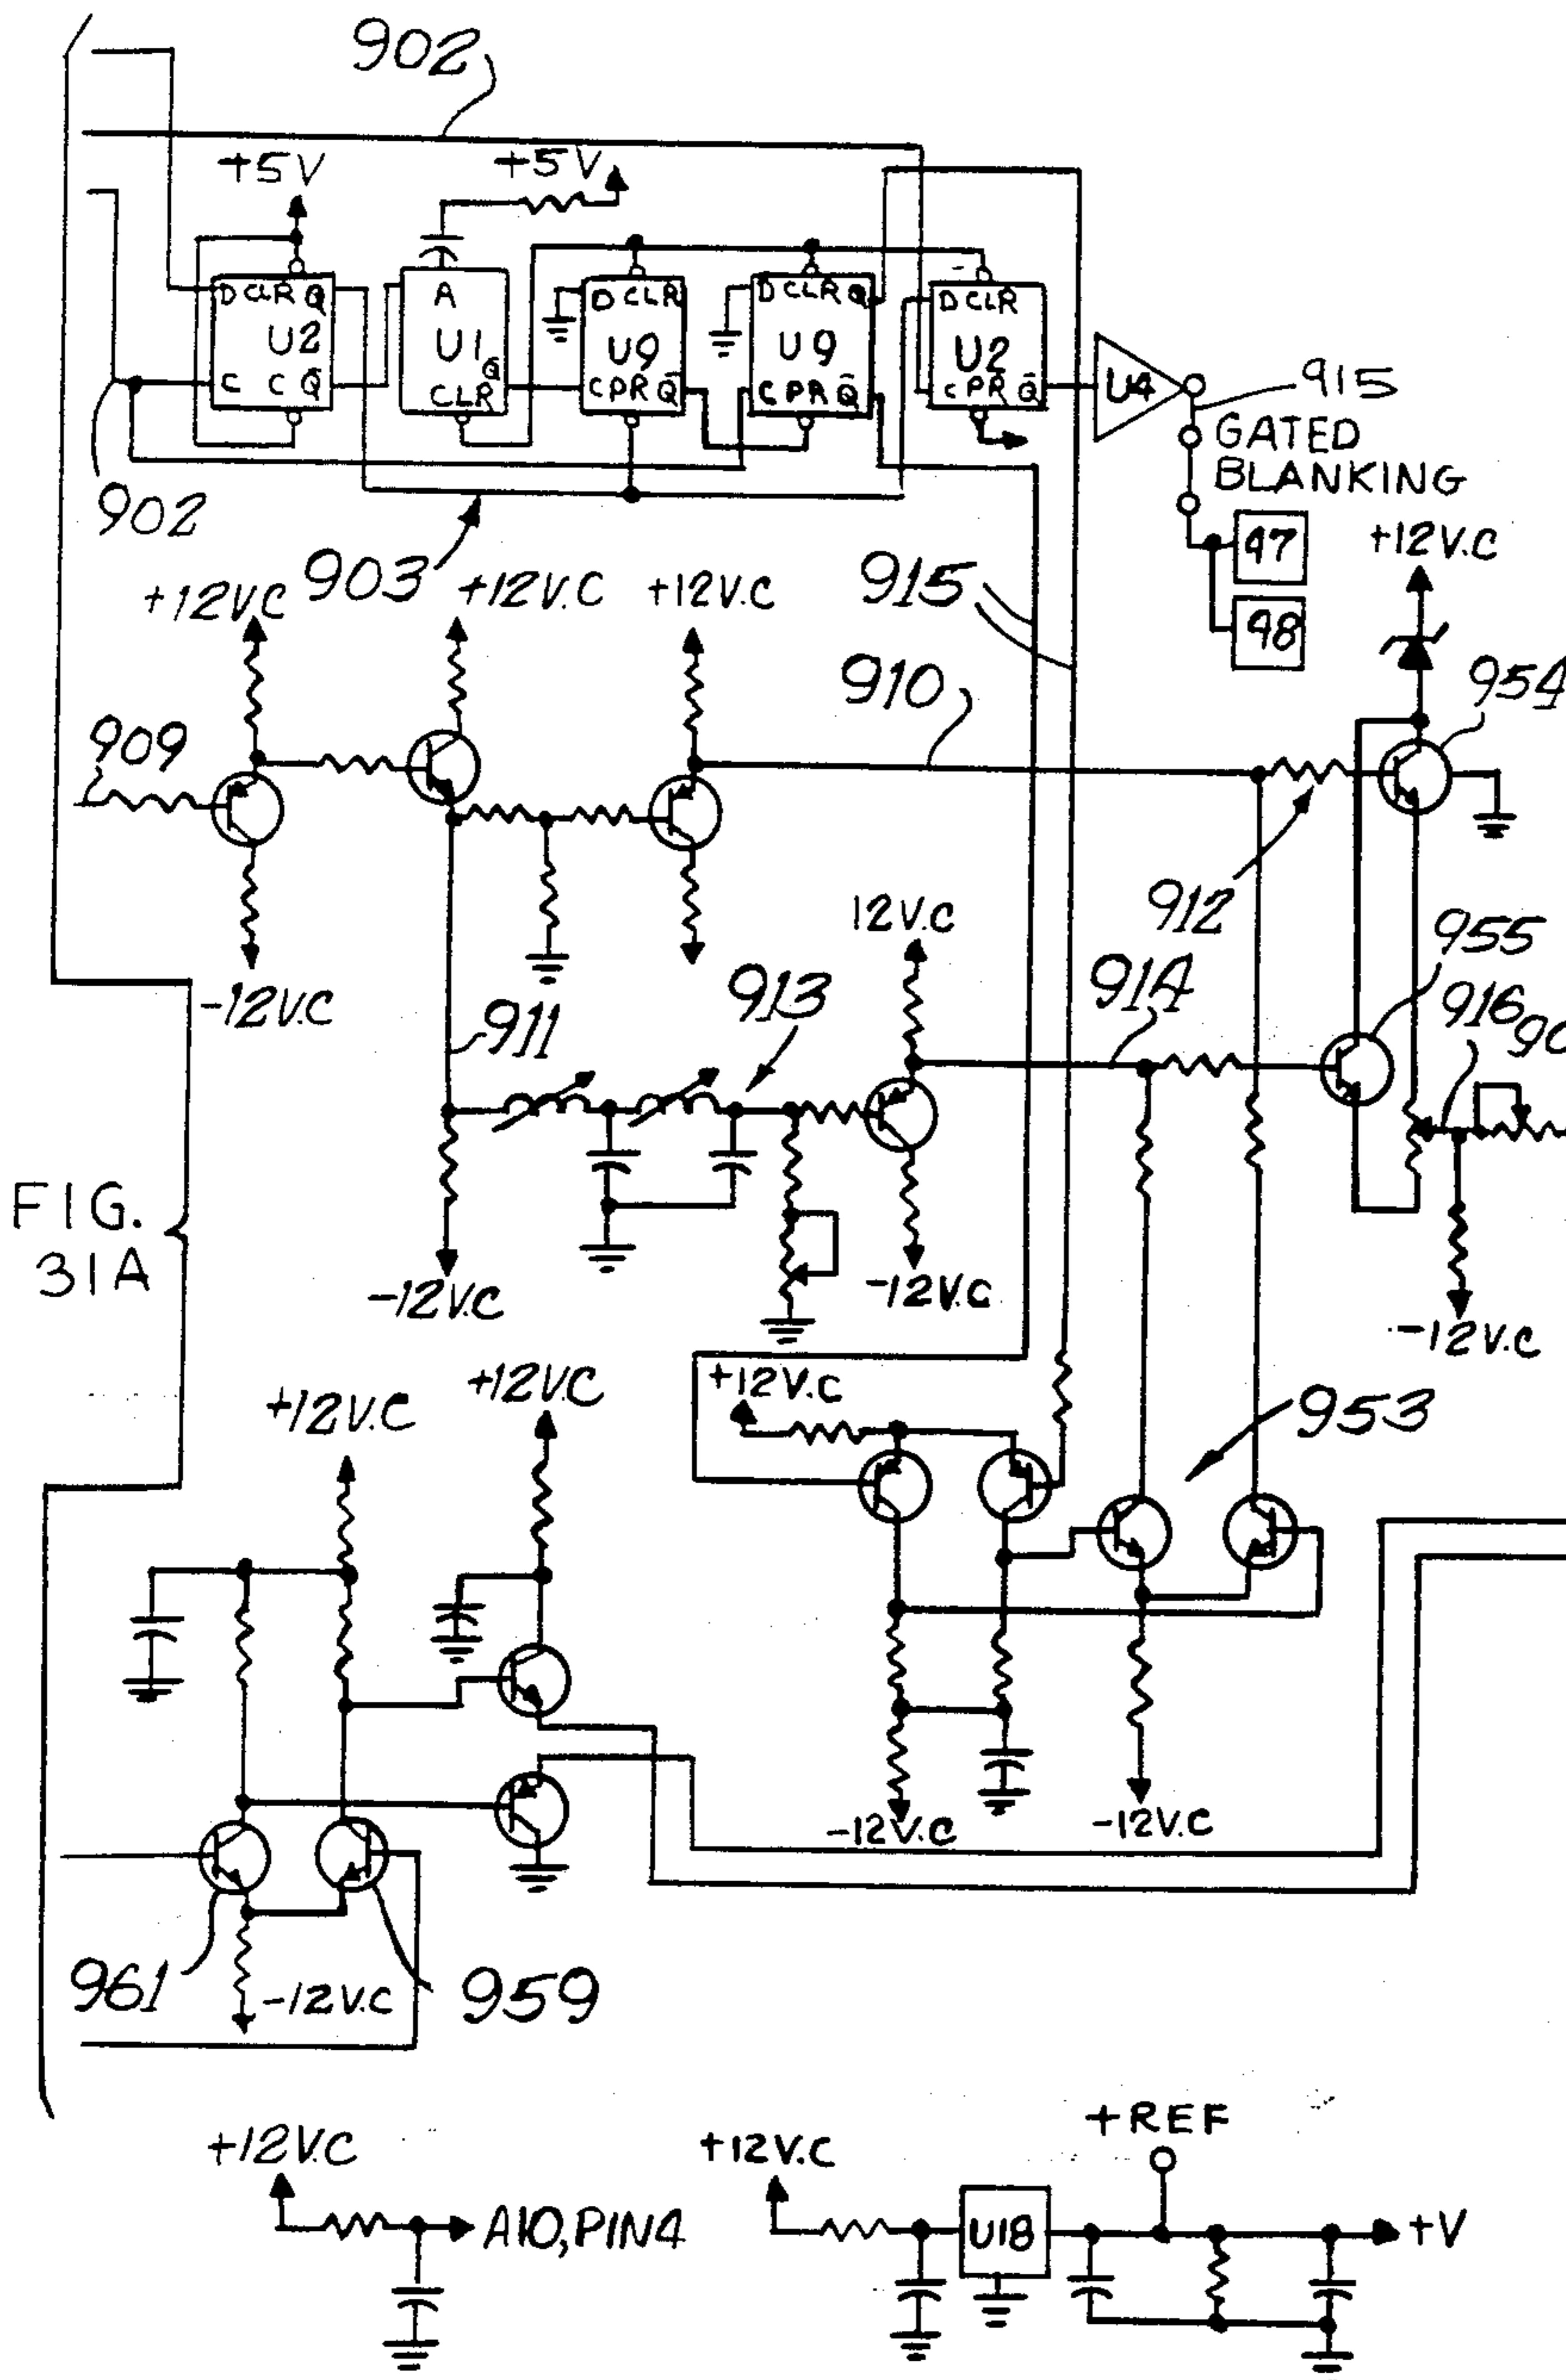 902
+5V
+5V
D CLR Q
U2
C C Q̄
A
U1
Q̄
CLR
D CLR
U9
C PR Q̄
D CLR Q
U9
C PR Q̄
D CLR
U2
C PR Q̄
U4
915
GATED
BLANKING
902
903
47
48
+12V.C
+12V.C
+12V.C
+12V.C
915
910
954
909
912
12V.C
955
-12V.C
911
913
914
916
90
FIG.
31A
-12V.C
-12V.C
-12V.C
+12V.C
+12V.C
+12V.C
953
-12V.C
-12V.C
961
-12V.C
959
+12V.C
A10, PIN4
+12V.C
U18
+REF
+V